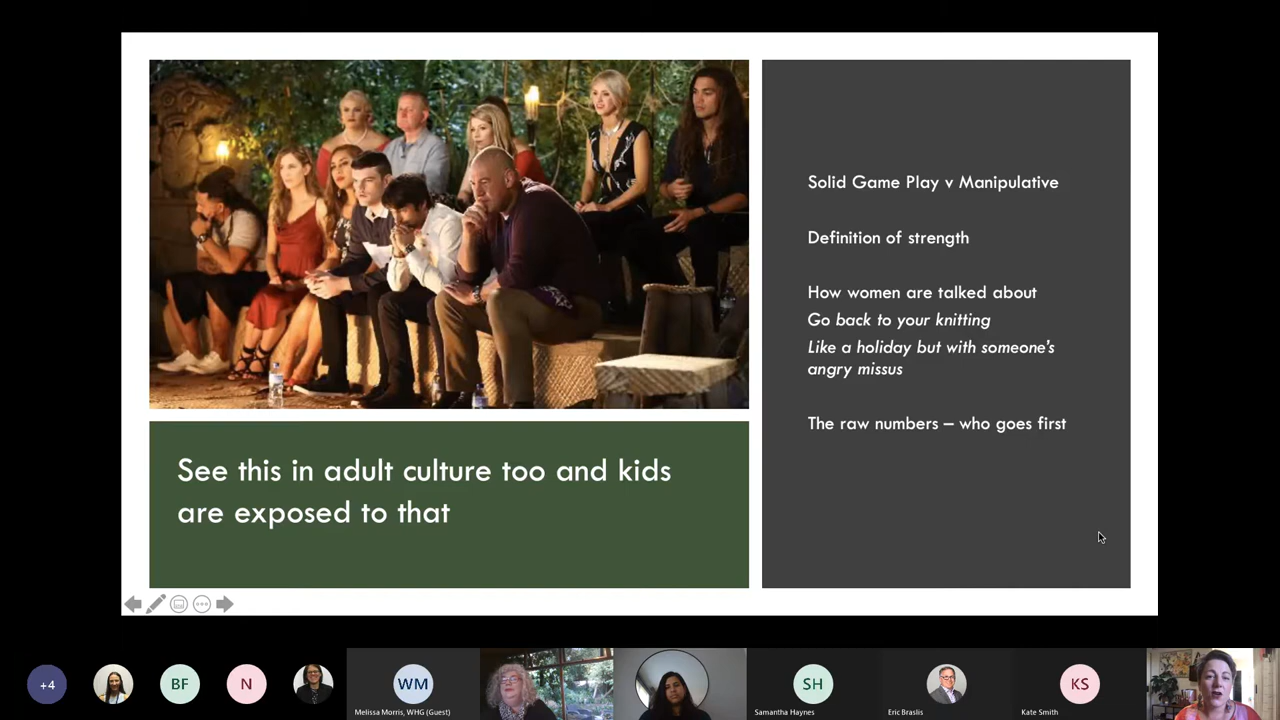 Solid Game Play v Manipulative
Definition of strength
How women are talked about
Go back to your knitting
Like a holiday but with someone's
angry missus
The raw numbers – who goes first
See this in adult culture too and kids
are exposed to that
+4
BF
N
WM
Melissa Morris, WHG (Guest)
SH
Samantha Haynes
Eric Braslis
KS
Kate Smith